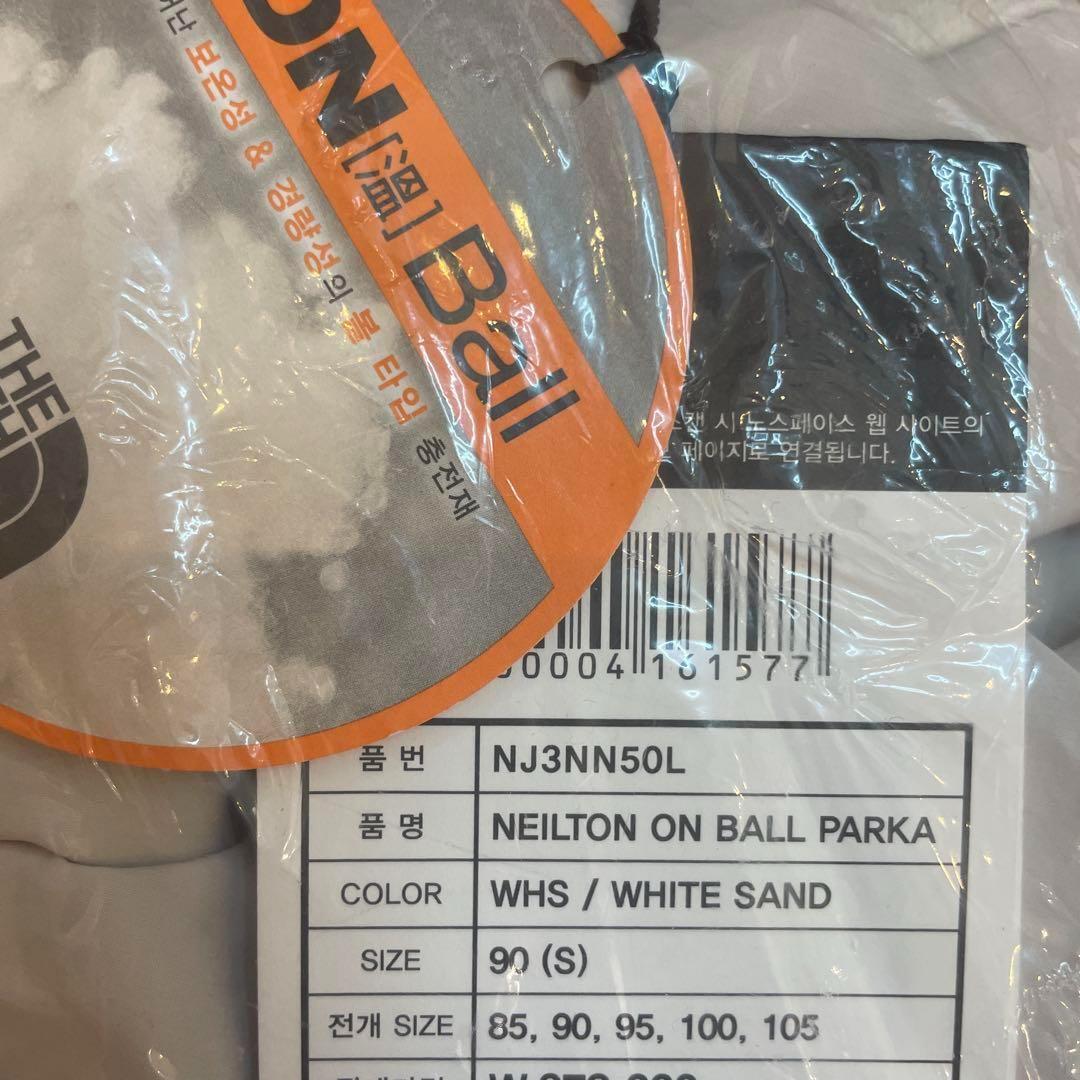 ON[溫] Ball
보온성 & 경량성의 볼 타입 충전재
THE
스캔 시 노스페이스 웹 사이트의
페이지로 연결됩니다.
00004 161577
품 번 NJ3NN50L
품 명 NEILTON ON BALL PARKA
COLOR WHS / WHITE SAND
SIZE 90 (S)
전개 SIZE 85, 90, 95, 100, 105